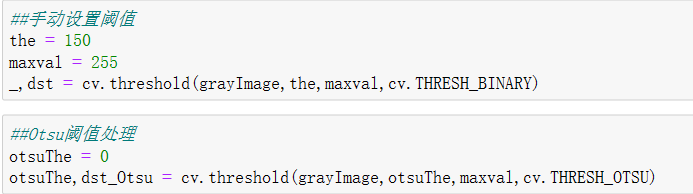 ##手动设置阈值
the = 150
maxval = 255
_,dst = cv.threshold(grayImage,the,maxval,cv.THRESH_BINARY)
##Otsu阈值处理
otsuThe = 0
otsuThe,dst_Otsu = cv.threshold(grayImage,otsuThe,maxval,cv.THRESH_OTSU)